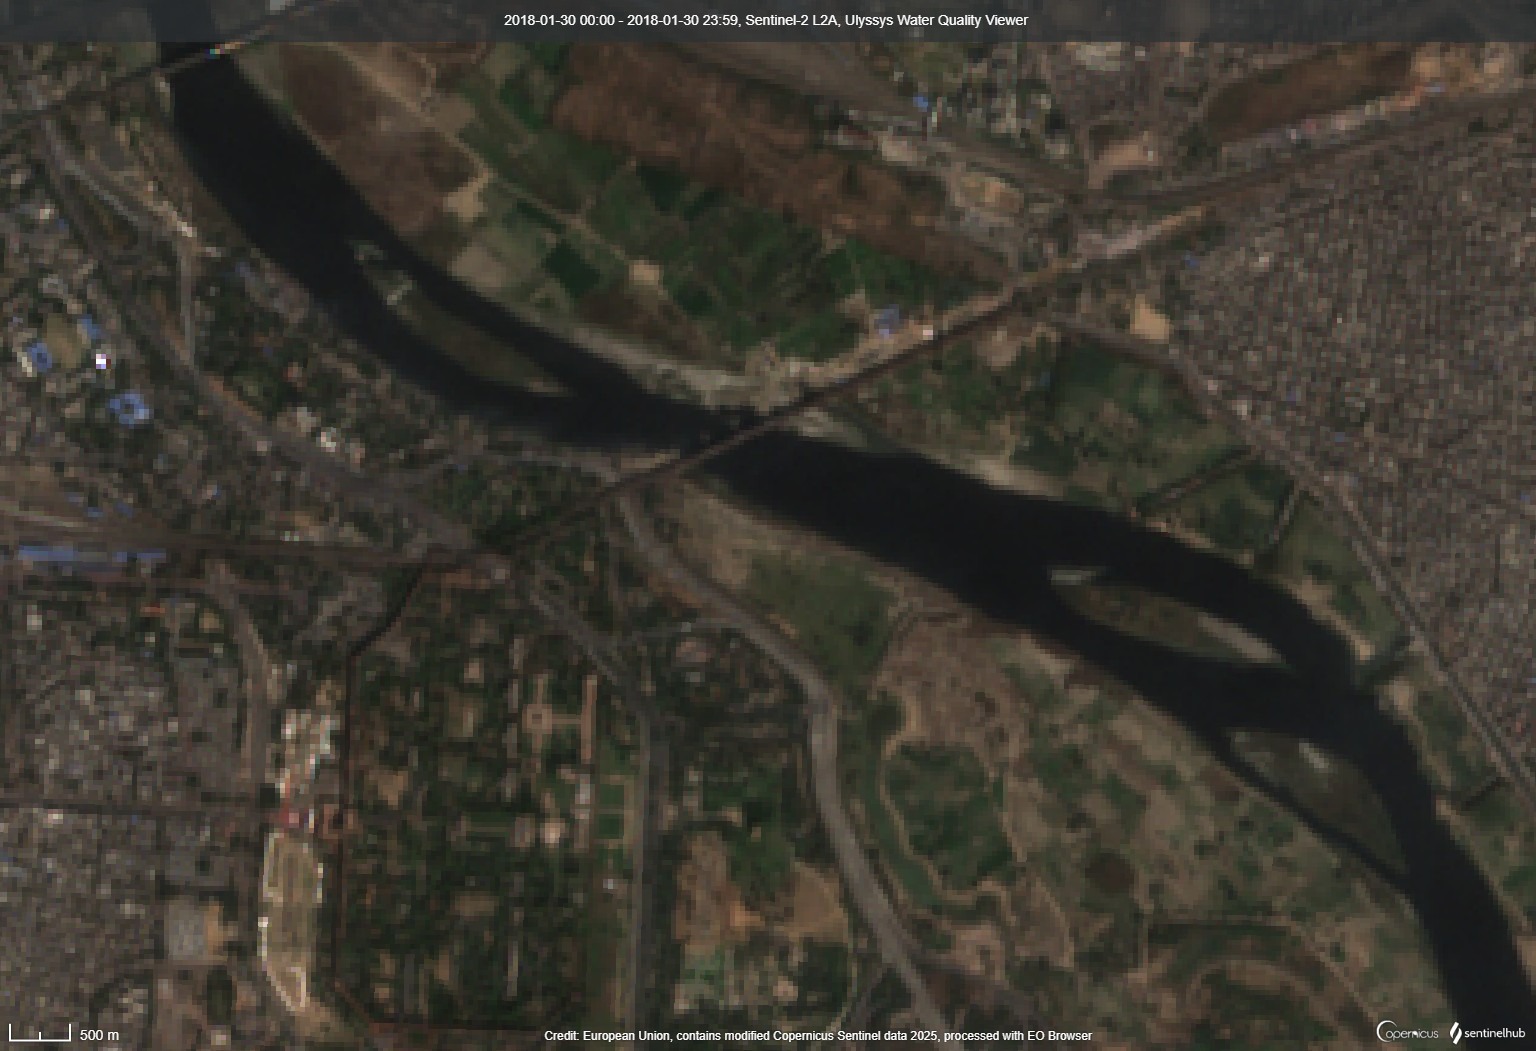 2018-01-30 00:00 - 2018-01-30 23:59, Sentinel-2 L2A, Ulyssys Water Quality Viewer
500 m
Credit: European Union, contains modified Copernicus Sentinel data 2025, processed with EO Browser
Copernicus
sentinelhub